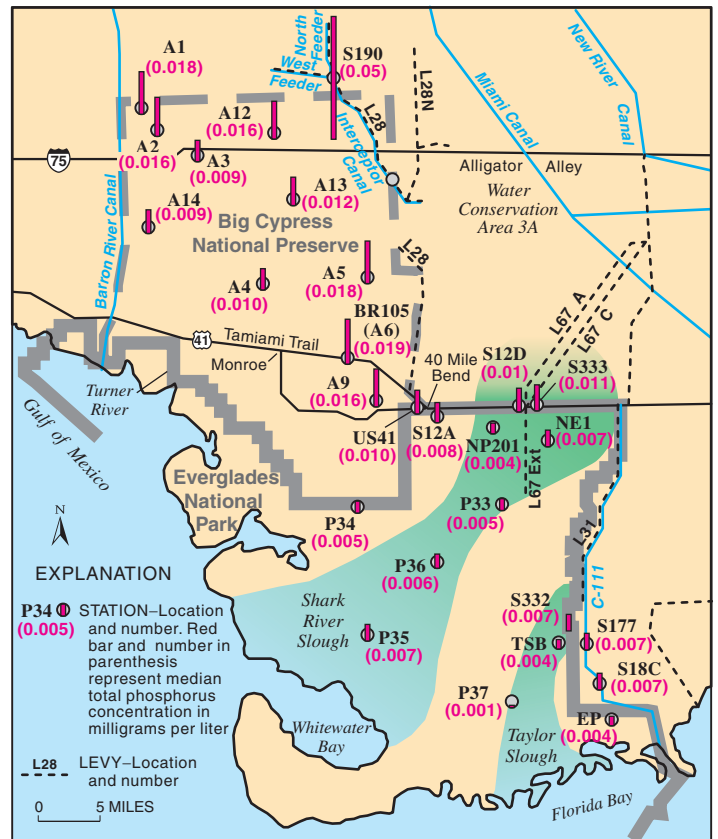 North
Feeder
West
Feeder
S190
(0.05)
New River
Canal
A1
(0.018)
Miami Canal
L28N
A12
(0.016)
L28
Interceptor
Canal
A2
(0.016)
A3
(0.009)
75
Alligator Alley
Water
Conservation
Area 3A
A13
(0.012)
A14
(0.009)
Big Cypress
National Preserve
Barron River Canal
L28
A4
(0.010)
A5
(0.018)
L67 A
L67 C
BR105
(A6)
(0.019)
41
Tamiami Trail
Monroe
40 Mile
Bend
S12D
(0.01)
S333
(0.011)
Turner
River
A9
(0.016)
Gulf of Mexico
US41
(0.010)
S12A
(0.008)
NP201
(0.004)
NE1
(0.007)
L67 Ext
Everglades
National
Park
P34
(0.005)
P33
(0.005)
L31
C-111
N
P36
(0.006)
EXPLANATION
P34
(0.005)
STATION–Location
and number. Red
bar and number in
parenthesis
represent median
total phosphorus
concentration in
milligrams per liter
Shark
River
Slough
P35
(0.007)
S332
(0.007)
TSB
(0.004)
S177
(0.007)
S18C
(0.007)
P37
(0.001)
EP
(0.004)
Whitewater
Bay
Taylor
Slough
L28
LEVY–Location
and number
0 5 MILES
Florida Bay